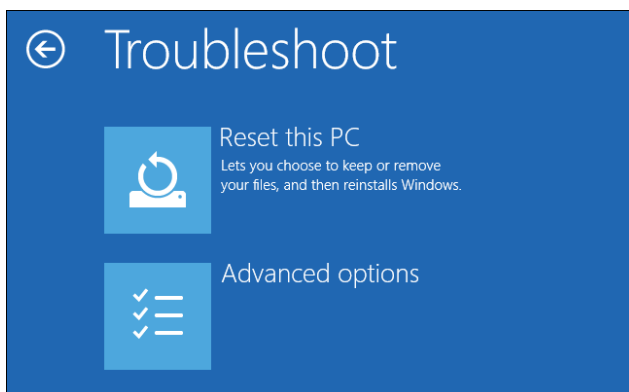 Troubleshoot
Reset this PC
Lets you choose to keep or remove
your files, and then reinstalls Windows.
Advanced options